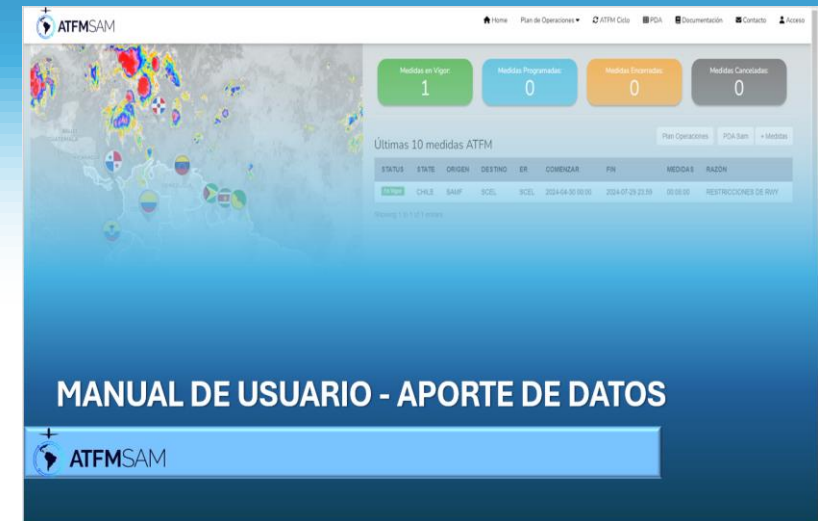 ATFMSAM
Home Plan de Operaciones ATFM Ciclo PDA Documentación Contacto Acceso
Medidas en Vigor:
1
Medidas Programadas:
0
Medidas Encerradas:
0
Medidas Canceladas:
0
Últimas 10 medidas ATFM
Plan Operaciones PDA Sam + Medidas
STATUS STATE ORIGEN DESTINO ER COMENZAR FIN MEDIDAS RAZÓN
CHILE SAMF SCEL SCEL 2024-04-30 00:00 2024-07-29 23:59 00:00:00 RESTRICCIONES DE RWY
MANUAL DE USUARIO - APORTE DE DATOS
ATFMSAM